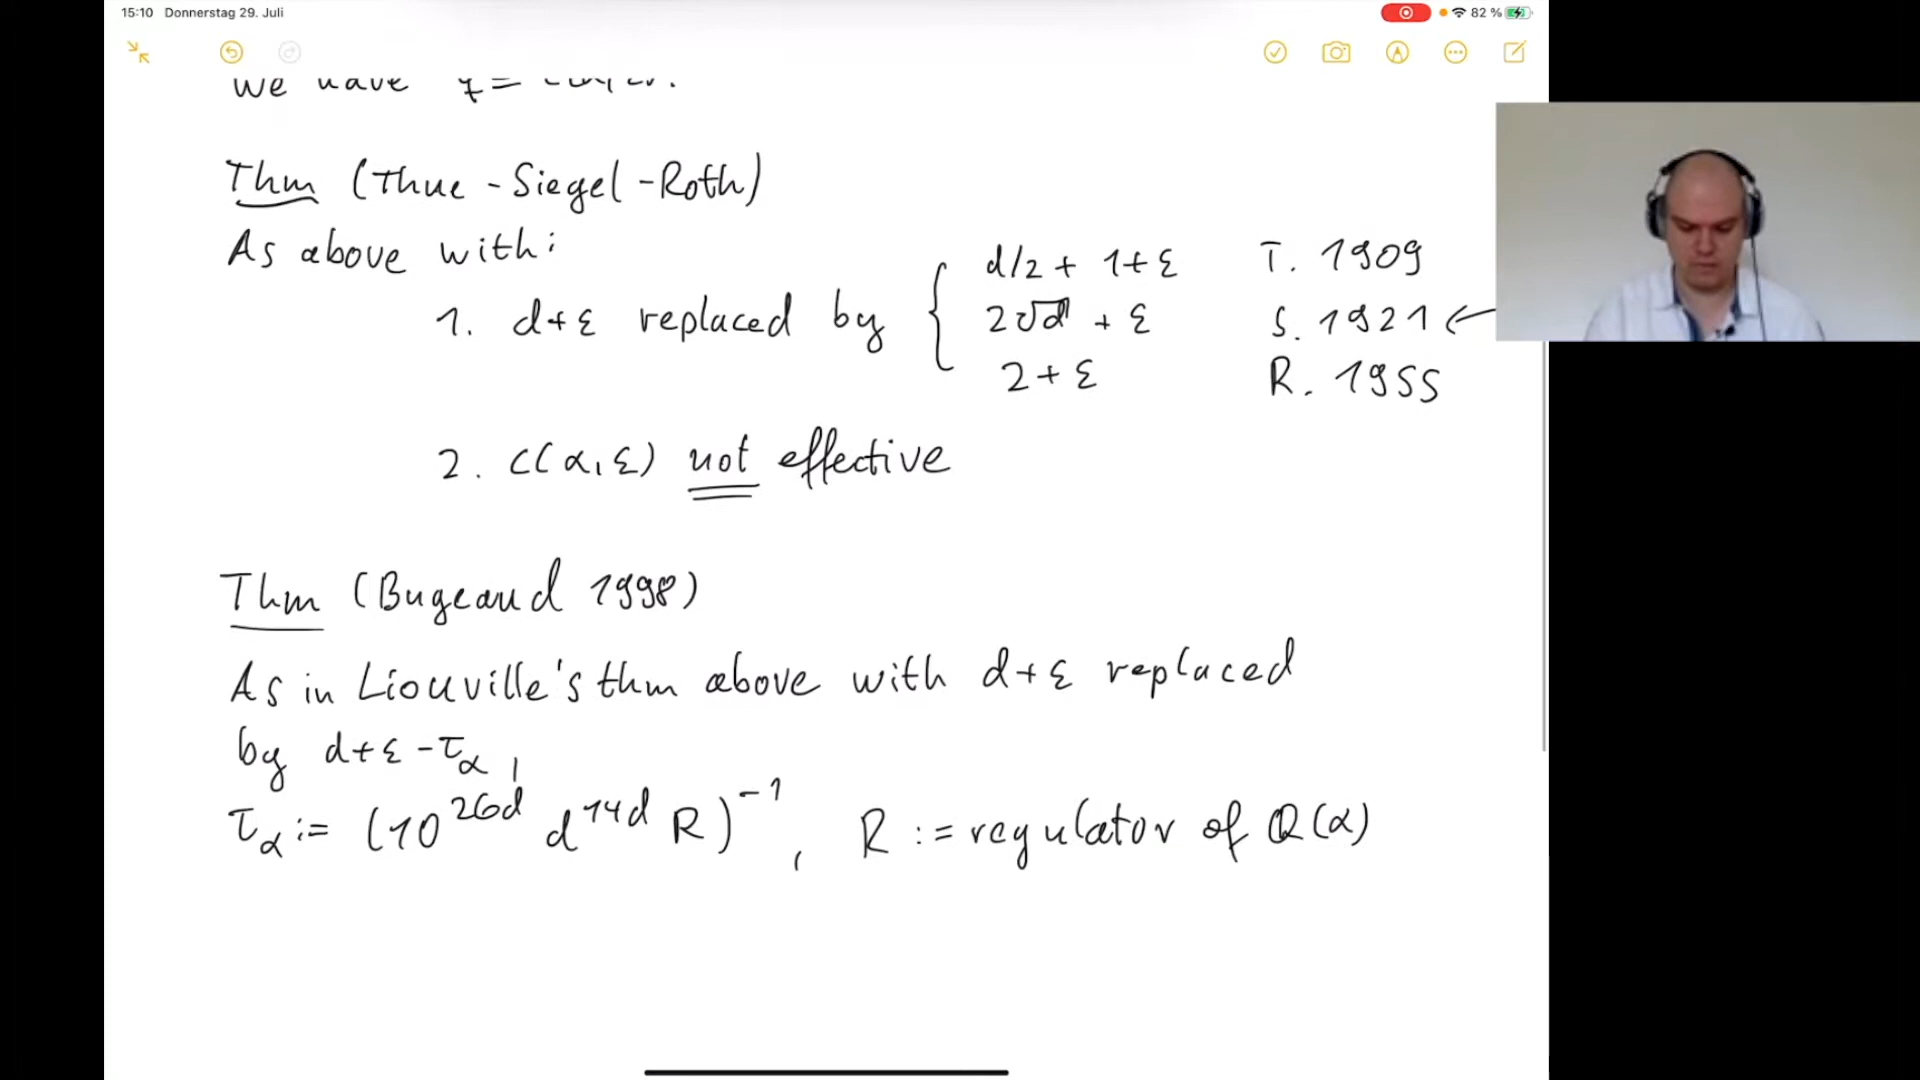 15:10 Donnerstag 29. Juli
82 %
we have q ≥
Thm (Thue-Siegel-Roth)
As above with:
1. d+ε replaced by { d/2 + 1+ε T. 1909
2√d + ε S. 1921 ←
2+ε R. 1955
2. C(α, ε) not effective
Thm (Bugeaud 1998)
As in Liouville's thm above with d+ε replaced
by d+ε-τ_α,
τ_α := (10^{26d} d^{14d} R)^{-1}, R := regulator of Q(α)